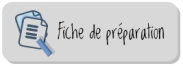 Fiche de préparation